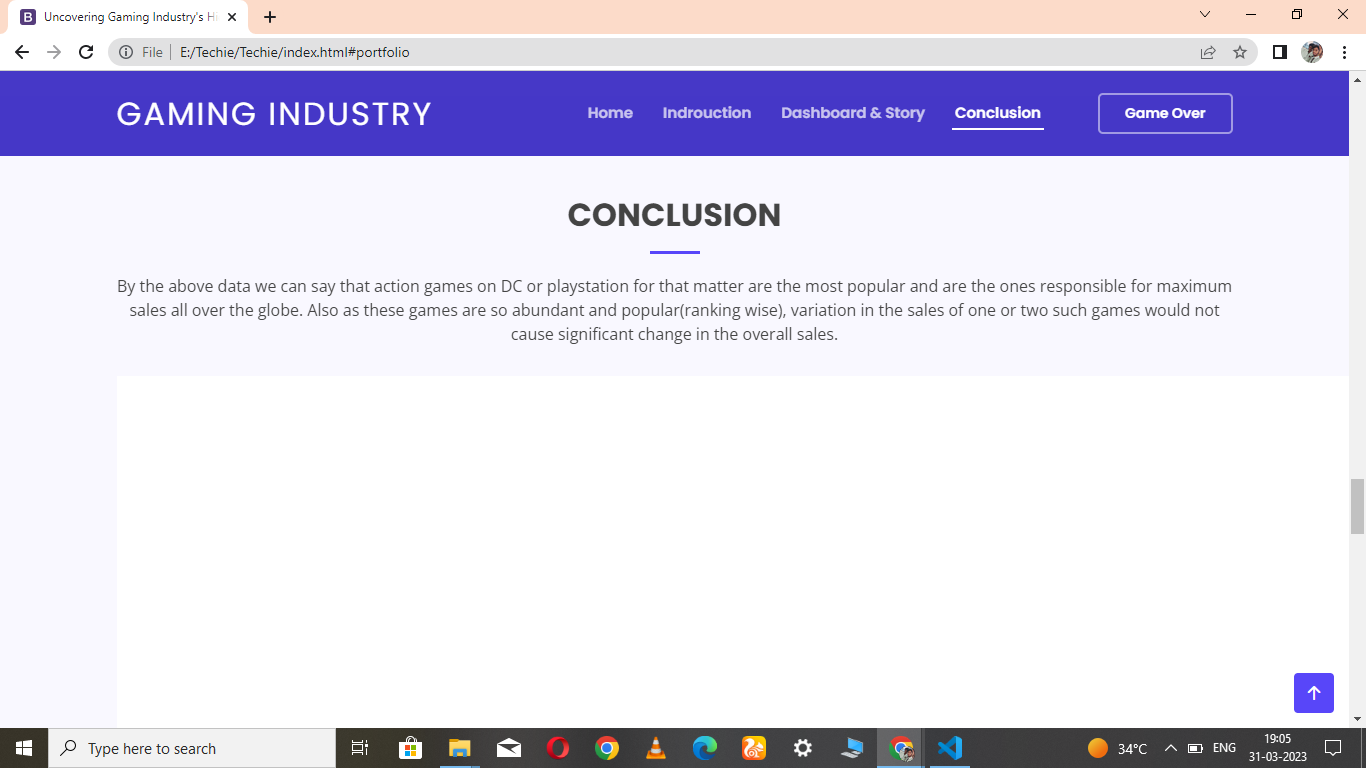 Uncovering Gaming Industry's Hi
File
E:/Techie/Techie/index.html#portfolio
GAMING INDUSTRY
Home
Indrouction
Dashboard & Story
Conclusion
Game Over
CONCLUSION
By the above data we can say that action games on DC or playstation for that matter are the most popular and are the ones responsible for maximum
sales all over the globe. Also as these games are so abundant and popular(ranking wise), variation in the sales of one or two such games would not
cause significant change in the overall sales.
Type here to search
34°C
ENG
19:05
31-03-2023